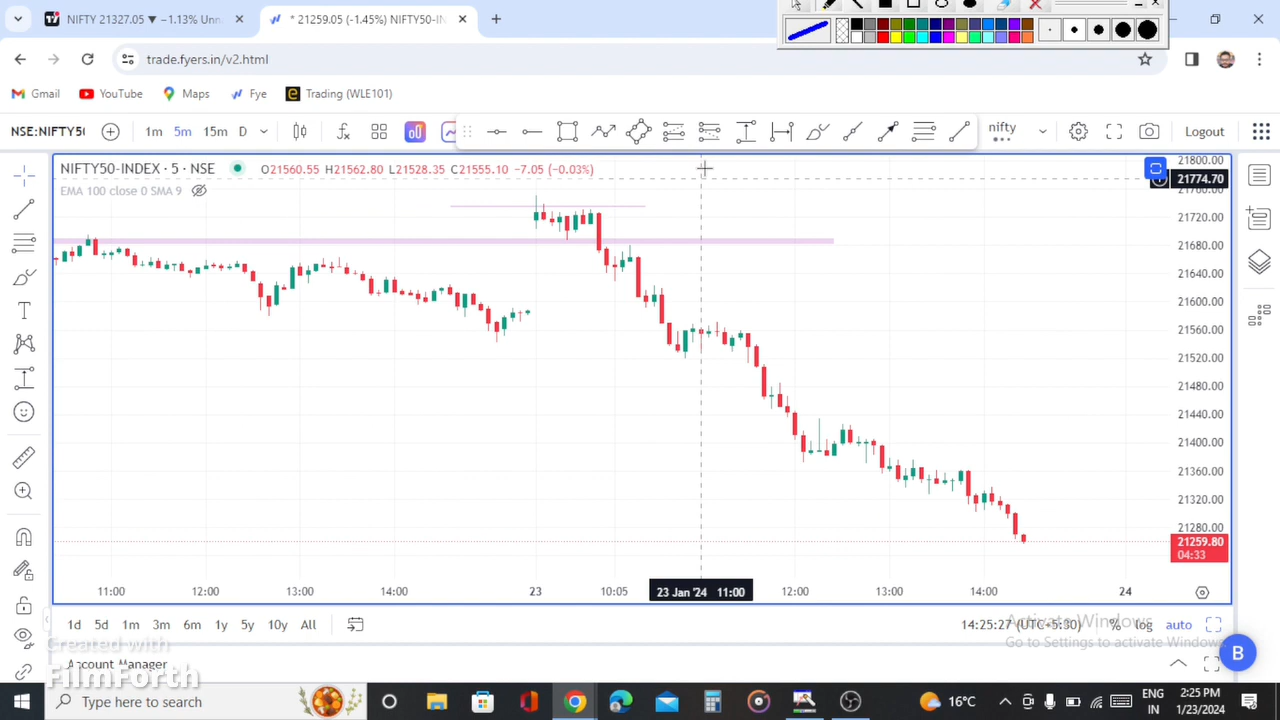 NIFTY 21327.05 ▼ −1.13% Unn
* 21259.05 (-1.45%) NIFTY50-IN
trade.fyers.in/v2.html
Gmail YouTube Maps Fye Trading (WLE101)
NSE:NIFTY50 1m 5m 15m D nifty Logout
NIFTY50-INDEX · 5 · NSE O21560.55 H21562.80 L21528.35 C21555.10 -7.05 (-0.03%)
EMA 100 close 0 SMA 9
21800.00
21774.70
21760.00
21720.00
21680.00
21640.00
21600.00
21560.00
21520.00
21480.00
21440.00
21400.00
21360.00
21320.00
21280.00
21259.80
04:33
11:00 12:00 13:00 14:00 23 10:05 23 Jan '24 11:00 12:00 13:00 14:00 24
1d 5d 1m 3m 6m 1y 5y 10y All 14:25:27 (UTC+5:30) % log auto
Activate Windows
Go to Settings to activate Windows.
Created with
FilmForth
Account Manager
B
Type here to search
16°C
ENG
IN
2:25 PM
1/23/2024